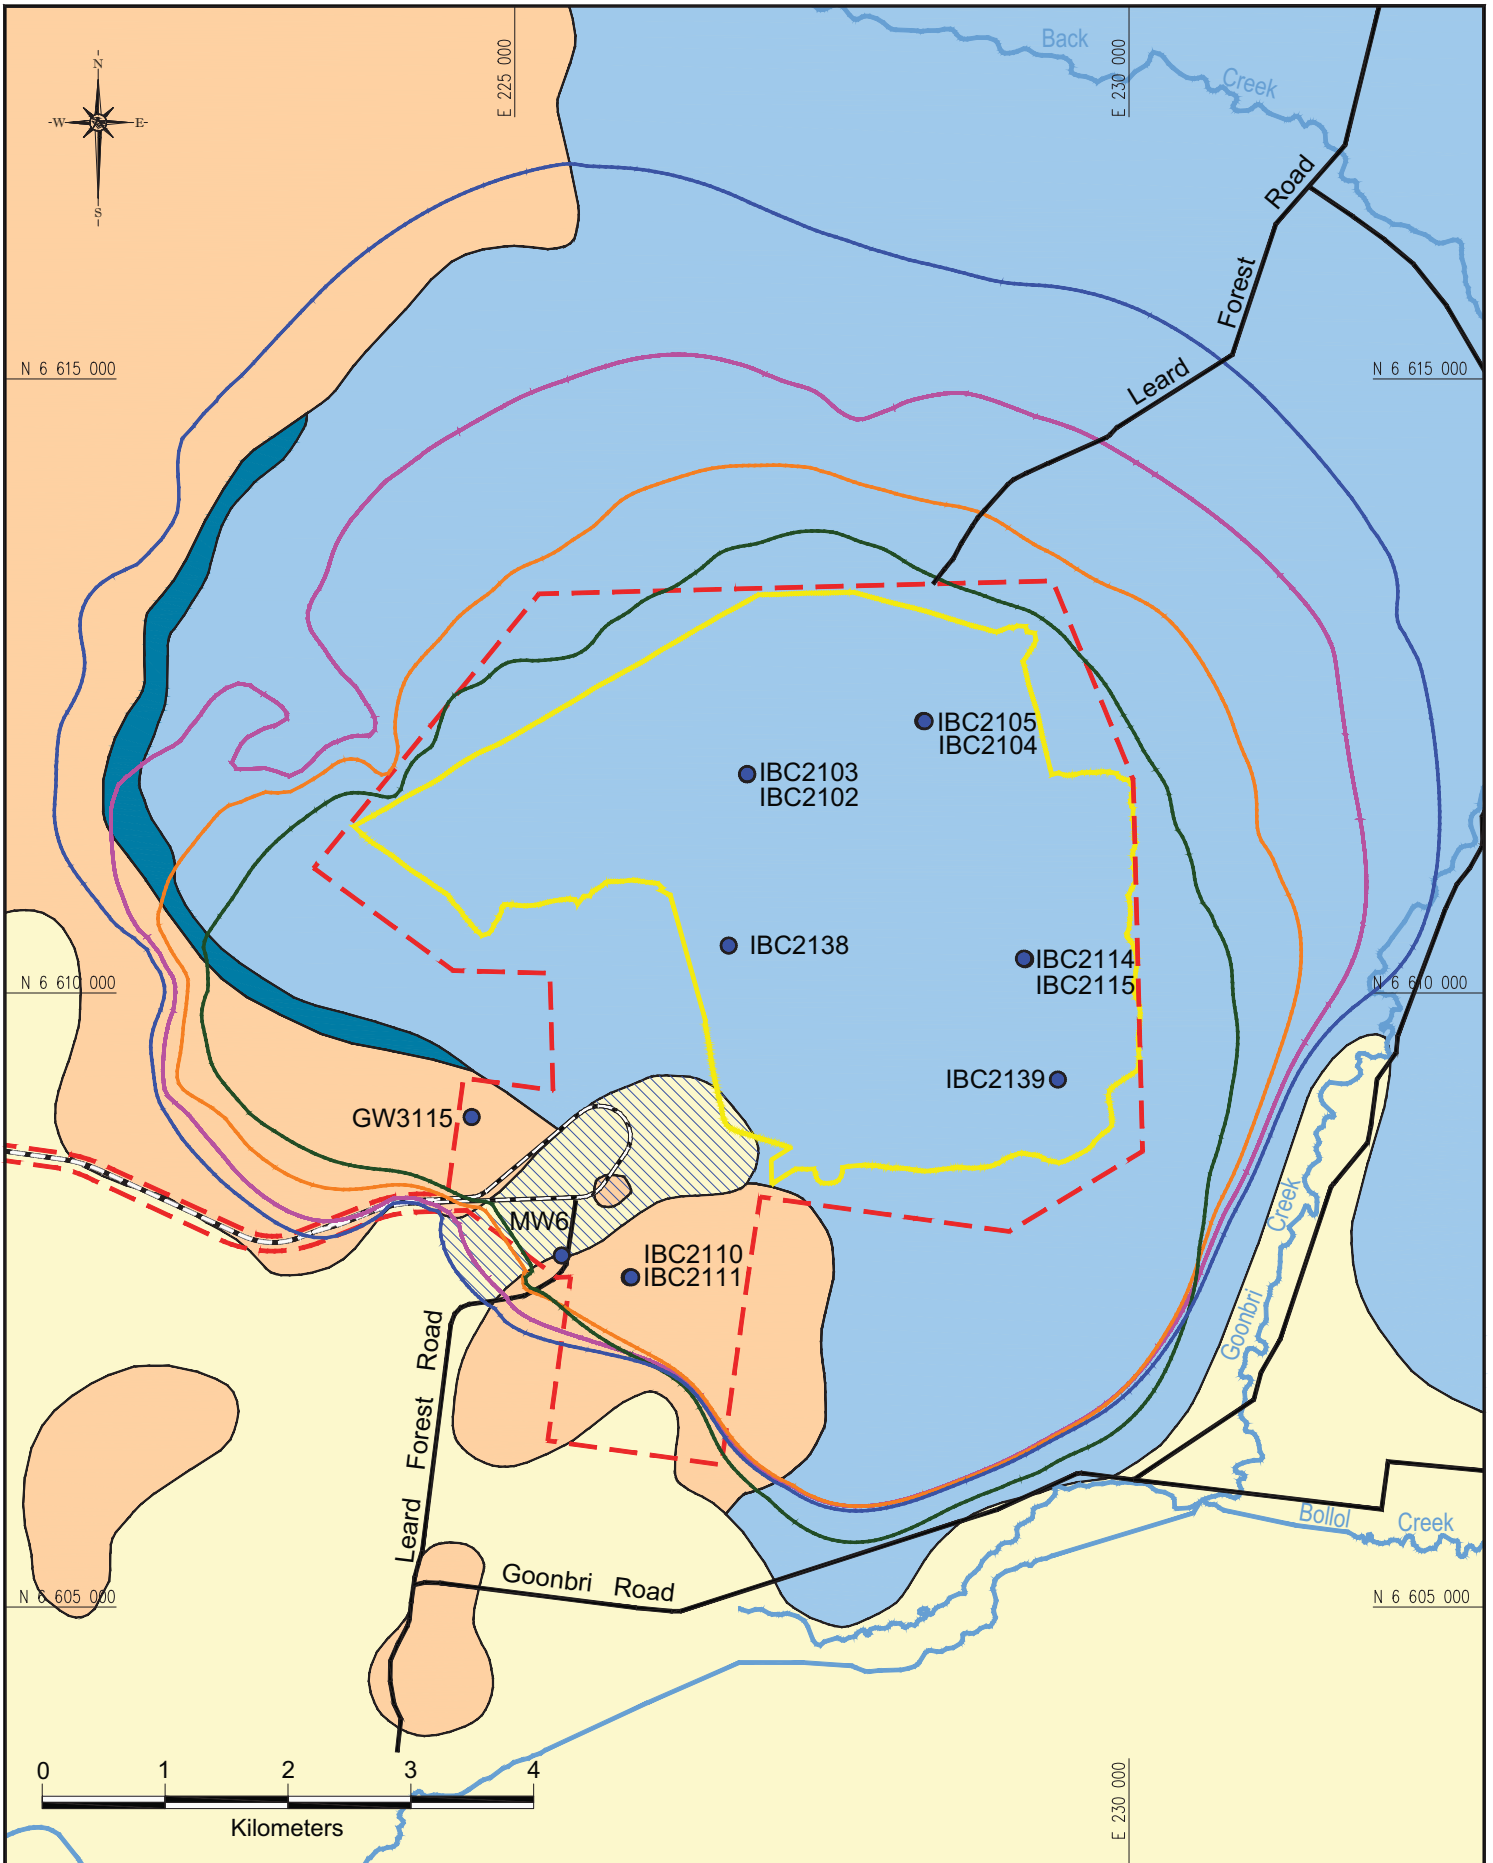 E 225 000
E 230 000
Back
Creek
N
-W-
-E-
S
Road
Forest
Leard
N 6 615 000
N 6 615 000
IBC2105
IBC2104
IBC2103
IBC2102
IBC2138
IBC2114
IBC2115
N 6 610 000
N 6 610 000
IBC2139
GW3115
MW6
IBC2110
IBC2111
Creek
Goonbri
Road
Forest
Leard
Bollol
Creek
Goonbri Road
N 6 605 000
N 6 605 000
0 1 2 3 4
Kilometers
E 230 000